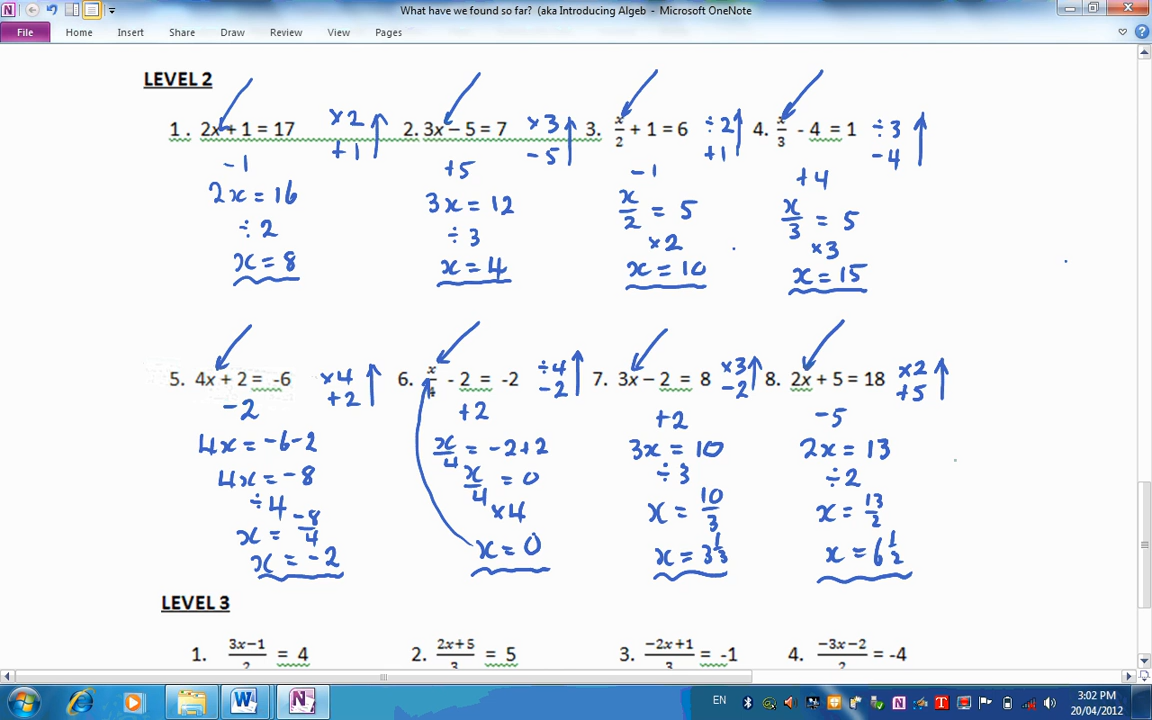 What have we found so far? (aka Introducing Algeb - Microsoft OneNote
File Home Insert Share Draw Review View Pages
LEVEL 2
1 . 2x + 1 = 17 ×2 2. 3x – 5 = 7 ×3 3. x/2 + 1 = 6 ÷2 4. x/3 - 4 = 1 ÷3
+1 -5 +1 -4
-1 +5 -1 +4
2x = 16 3x = 12 x/2 = 5 x/3 = 5
÷2 ÷3 ×2 ×3
x = 8 x = 4 x = 10 x = 15
5. 4x + 2 = -6 ×4 6. x/4 - 2 = -2 ÷4 7. 3x – 2 = 8 ×3 8. 2x + 5 = 18 ×2
+2 -2 -2 +5
-2 +2 +2 -5
4x = -6-2 x/4 = -2+2 3x = 10 2x = 13
4x = -8 x/4 = 0 ÷3 ÷2
÷4 ×4 x = 10/3 x = 13/2
x = -8/4 x = 0 x = 3 1/3 x = 6 1/2
x = -2
LEVEL 3
1. 3x−1 = 4 2. 2x+5 = 5 3. −2x+1 = -1 4. −3x−2 = -4
EN 3:02 PM
20/04/2012